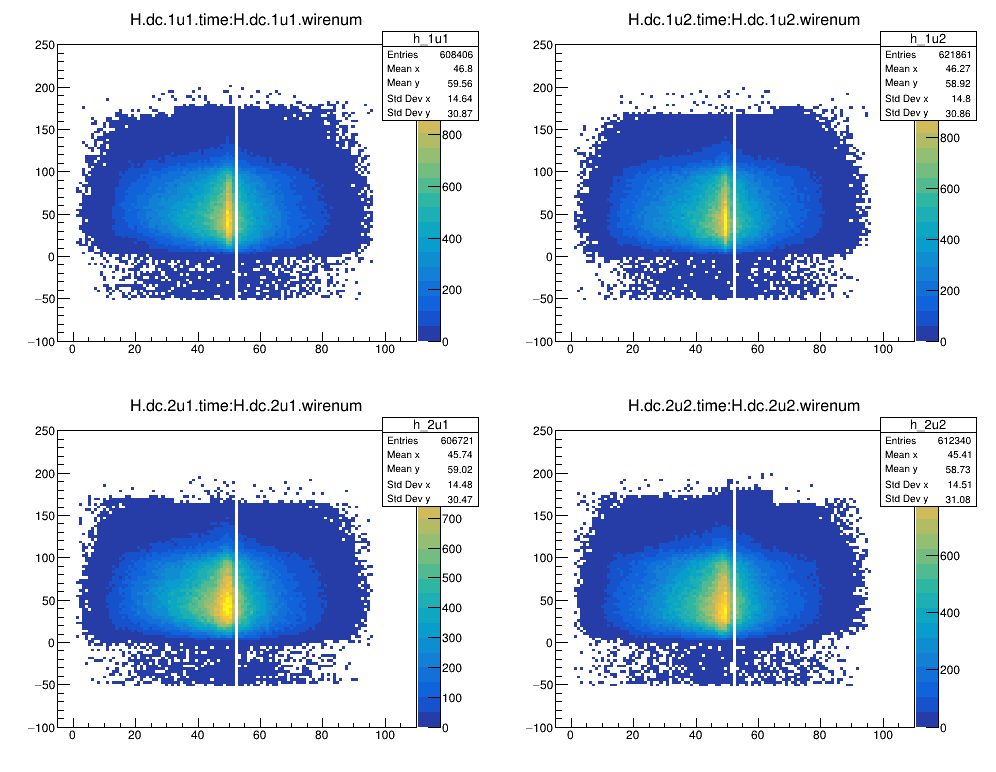 H.dc.1u1.time:H.dc.1u1.wirenum
h_1u1
Entries 608406
Mean x 46.8
Mean y 59.56
Std Dev x 14.64
Std Dev y 30.87
250
200
150
100
50
0
−50
−100
0 20 40 60 80 100
800
600
400
200
0
H.dc.1u2.time:H.dc.1u2.wirenum
h_1u2
Entries 621861
Mean x 46.27
Mean y 58.92
Std Dev x 14.8
Std Dev y 30.86
250
200
150
100
50
0
−50
−100
0 20 40 60 80 100
800
600
400
200
0
H.dc.2u1.time:H.dc.2u1.wirenum
h_2u1
Entries 606721
Mean x 45.74
Mean y 59.02
Std Dev x 14.48
Std Dev y 30.47
250
200
150
100
50
0
−50
−100
0 20 40 60 80 100
700
600
500
400
300
200
100
0
H.dc.2u2.time:H.dc.2u2.wirenum
h_2u2
Entries 612340
Mean x 45.41
Mean y 58.73
Std Dev x 14.51
Std Dev y 31.08
250
200
150
100
50
0
−50
−100
0 20 40 60 80 100
600
400
200
0